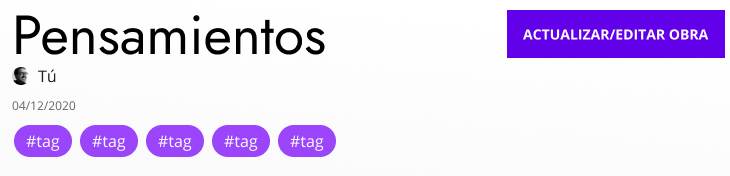 Pensamientos
ACTUALIZAR/EDITAR OBRA
Tú
04/12/2020
#tag #tag #tag #tag #tag